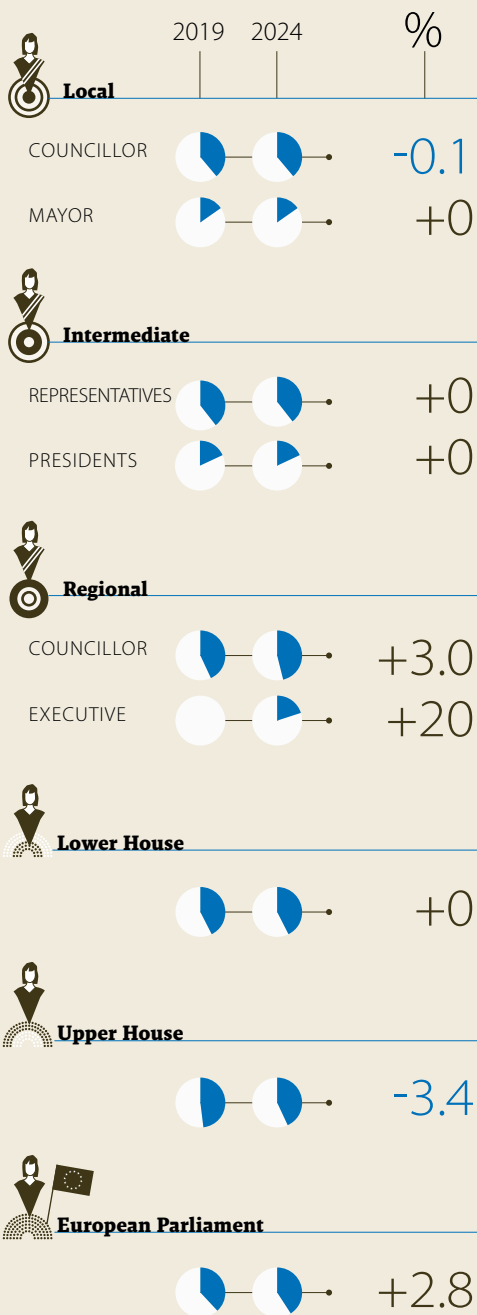 2019 2024 %
Local
COUNCILLOR -0.1
MAYOR +0
Intermediate
REPRESENTATIVES +0
PRESIDENTS +0
Regional
COUNCILLOR +3.0
EXECUTIVE +20
Lower House
+0
Upper House
-3.4
European Parliament
+2.8